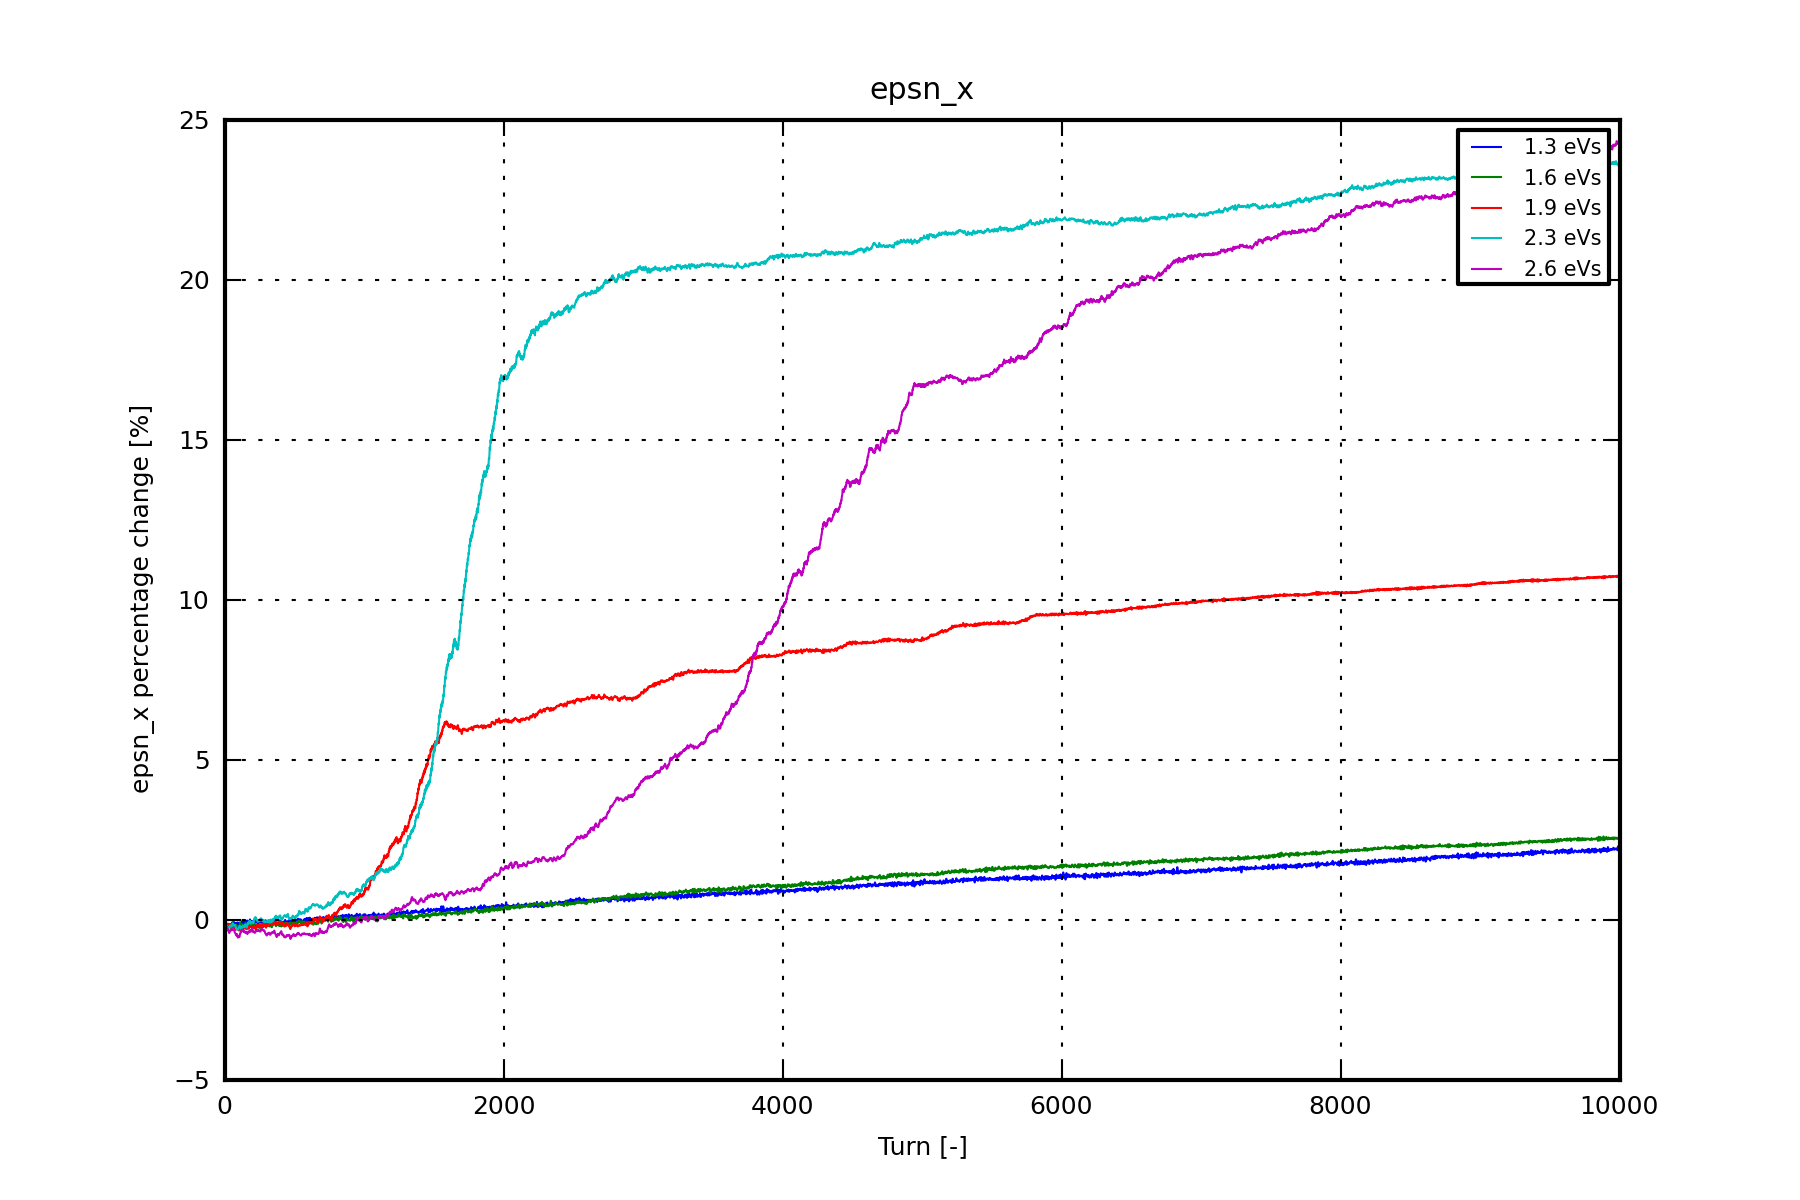 epsn_x
25
20
15
10
5
0
−5
epsn_x percentage change [%]
1.3 eVs
1.6 eVs
1.9 eVs
2.3 eVs
2.6 eVs
0 2000 4000 6000 8000 10000
Turn [-]